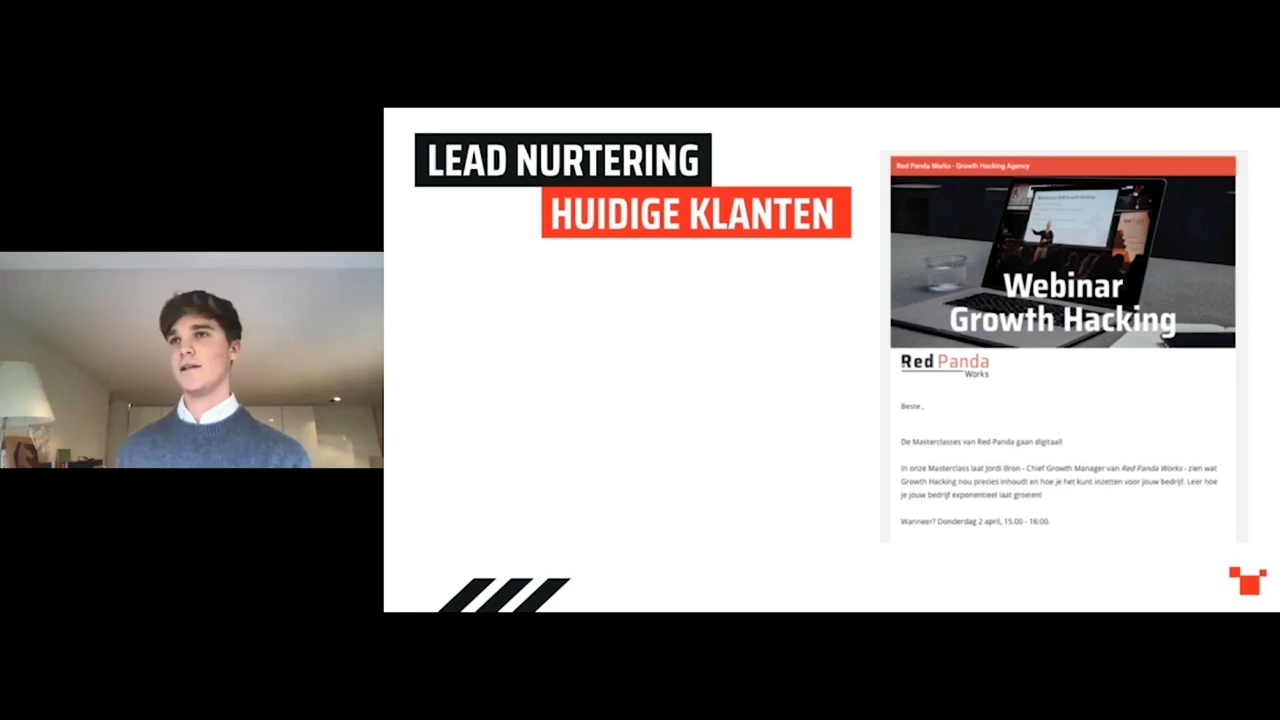 LEAD NURTERING
HUIDIGE KLANTEN
Red Panda Works - Growth Hacking Agency
Webinar
Growth Hacking
Red Panda
Works
Beste ,
De Masterclasses van Red Panda gaan digitaal!
In onze Masterclass laat Jordi Bron - Chief Growth Manager van Red Panda Works - zien wat
Growth Hacking nou precies inhoudt en hoe je het kunt inzetten voor jouw bedrijf. Leer hoe
je jouw bedrijf exponentieel laat groeien!
Wanneer? Donderdag 2 april, 15.00 - 16:00.